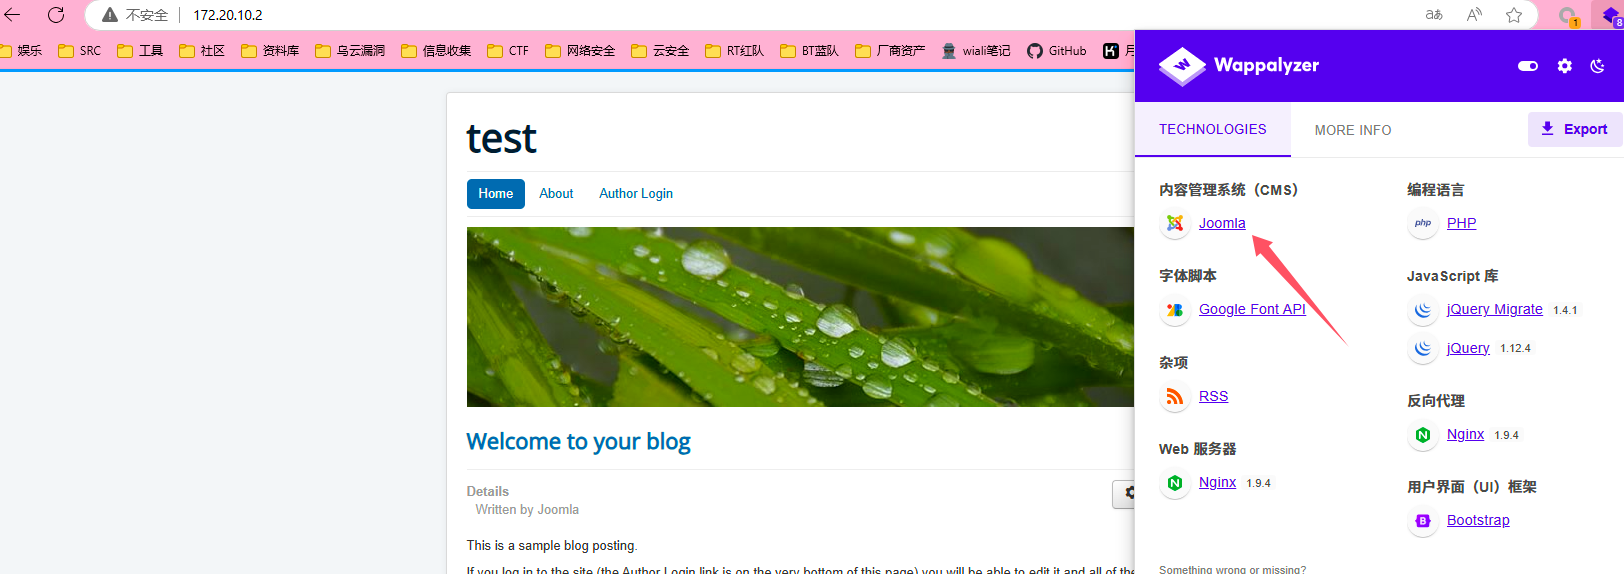 不安全 172.20.10.2 aあ A
娱乐 SRC 工具 社区 资料库 乌云漏洞 信息收集 CTF 网络安全 云安全 RT红队 BT蓝队 厂商资产 wiali笔记 GitHub 月
1 8
Wappalyzer
TECHNOLOGIES MORE INFO Export
test
Home About Author Login
内容管理系统（CMS） 编程语言
Joomla php PHP
字体脚本 JavaScript 库
Google Font API jQuery Migrate 1.4.1
jQuery 1.12.4
杂项
RSS 反向代理
Nginx 1.9.4
Welcome to your blog
Web 服务器
Nginx 1.9.4 用户界面（UI）框架
Bootstrap
Details
Written by Joomla
This is a sample blog posting.
If you log in to the site (the Author Login link is on the very bottom of this page) you will be able to edit it and all of the
Something wrong or missing?